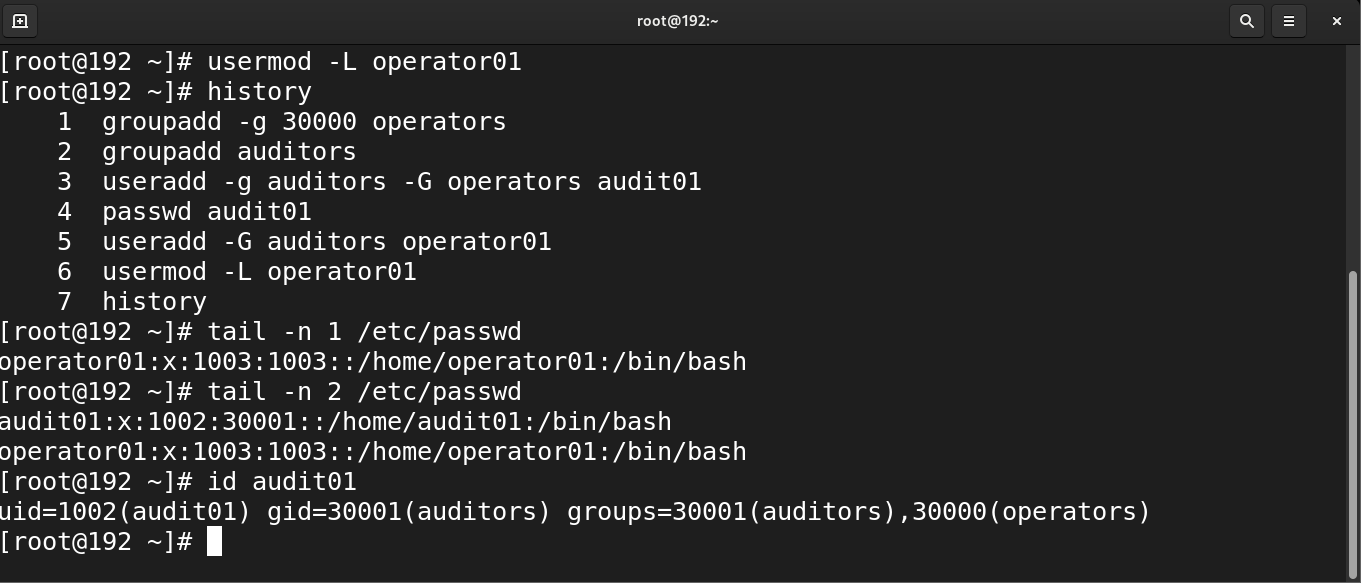 root@192:~
[root@192 ~]# usermod -L operator01
[root@192 ~]# history
    1  groupadd -g 30000 operators
    2  groupadd auditors
    3  useradd -g auditors -G operators audit01
    4  passwd audit01
    5  useradd -G auditors operator01
    6  usermod -L operator01
    7  history
[root@192 ~]# tail -n 1 /etc/passwd
operator01:x:1003:1003::/home/operator01:/bin/bash
[root@192 ~]# tail -n 2 /etc/passwd
audit01:x:1002:30001::/home/audit01:/bin/bash
operator01:x:1003:1003::/home/operator01:/bin/bash
[root@192 ~]# id audit01
uid=1002(audit01) gid=30001(auditors) groups=30001(auditors),30000(operators)
[root@192 ~]#